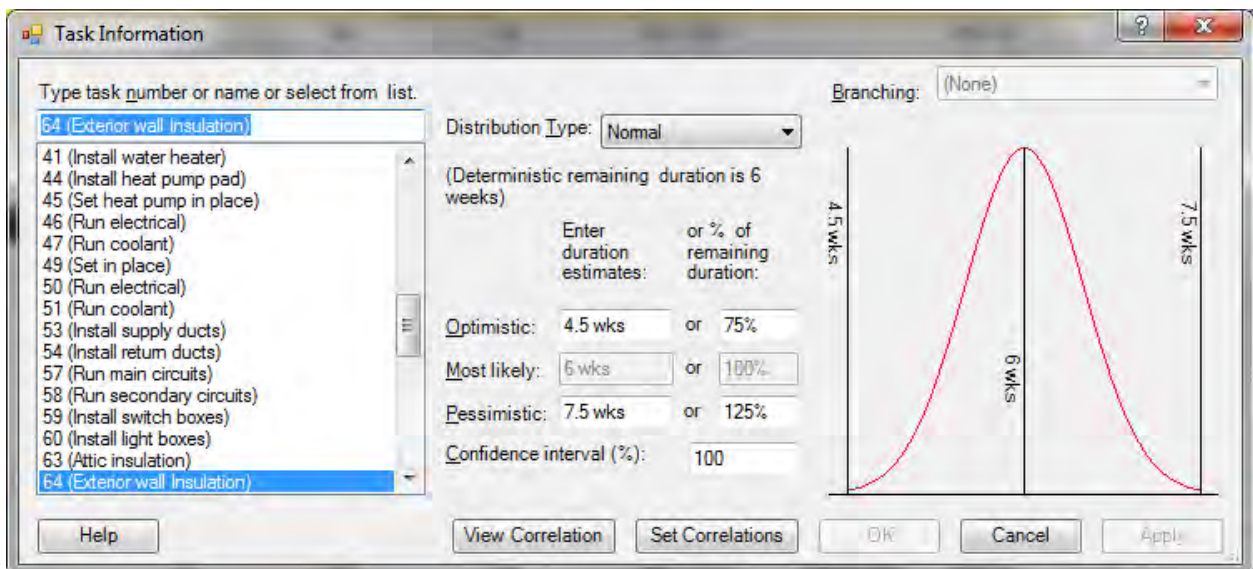 Task Information
?
X
Type task number or name or select from list.
64 (Exterior wall Insulation)
41 (Install water heater)
44 (Install heat pump pad)
45 (Set heat pump in place)
46 (Run electrical)
47 (Run coolant)
49 (Set in place)
50 (Run electrical)
51 (Run coolant)
53 (Install supply ducts)
54 (Install return ducts)
57 (Run main circuits)
58 (Run secondary circuits)
59 (Install switch boxes)
60 (Install light boxes)
63 (Attic insulation)
64 (Exterior wall Insulation)
Distribution Type: Normal
(Deterministic remaining duration is 6
weeks)
Enter
duration
estimates:
or % of
remaining
duration:
Optimistic: 4.5 wks or 75%
Most likely: 6 wks or 100%
Pessimistic: 7.5 wks or 125%
Confidence interval (%): 100
Branching: (None)
4.5 wks
6 wks
7.5 wks
Help
View Correlation
Set Correlations
OK
Cancel
Apply